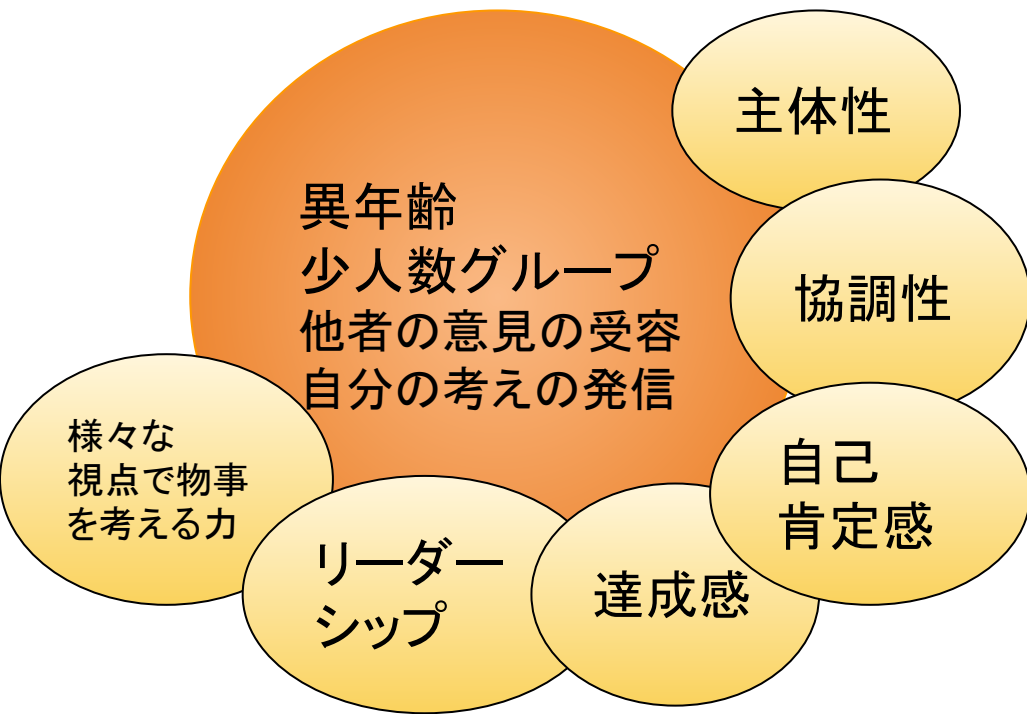 異年齢
少人数グループ
他者の意見の受容
自分の考えの発信
主体性
協調性
自己
肯定感
達成感
リーダー
シップ
様々な
視点で物事
を考える力